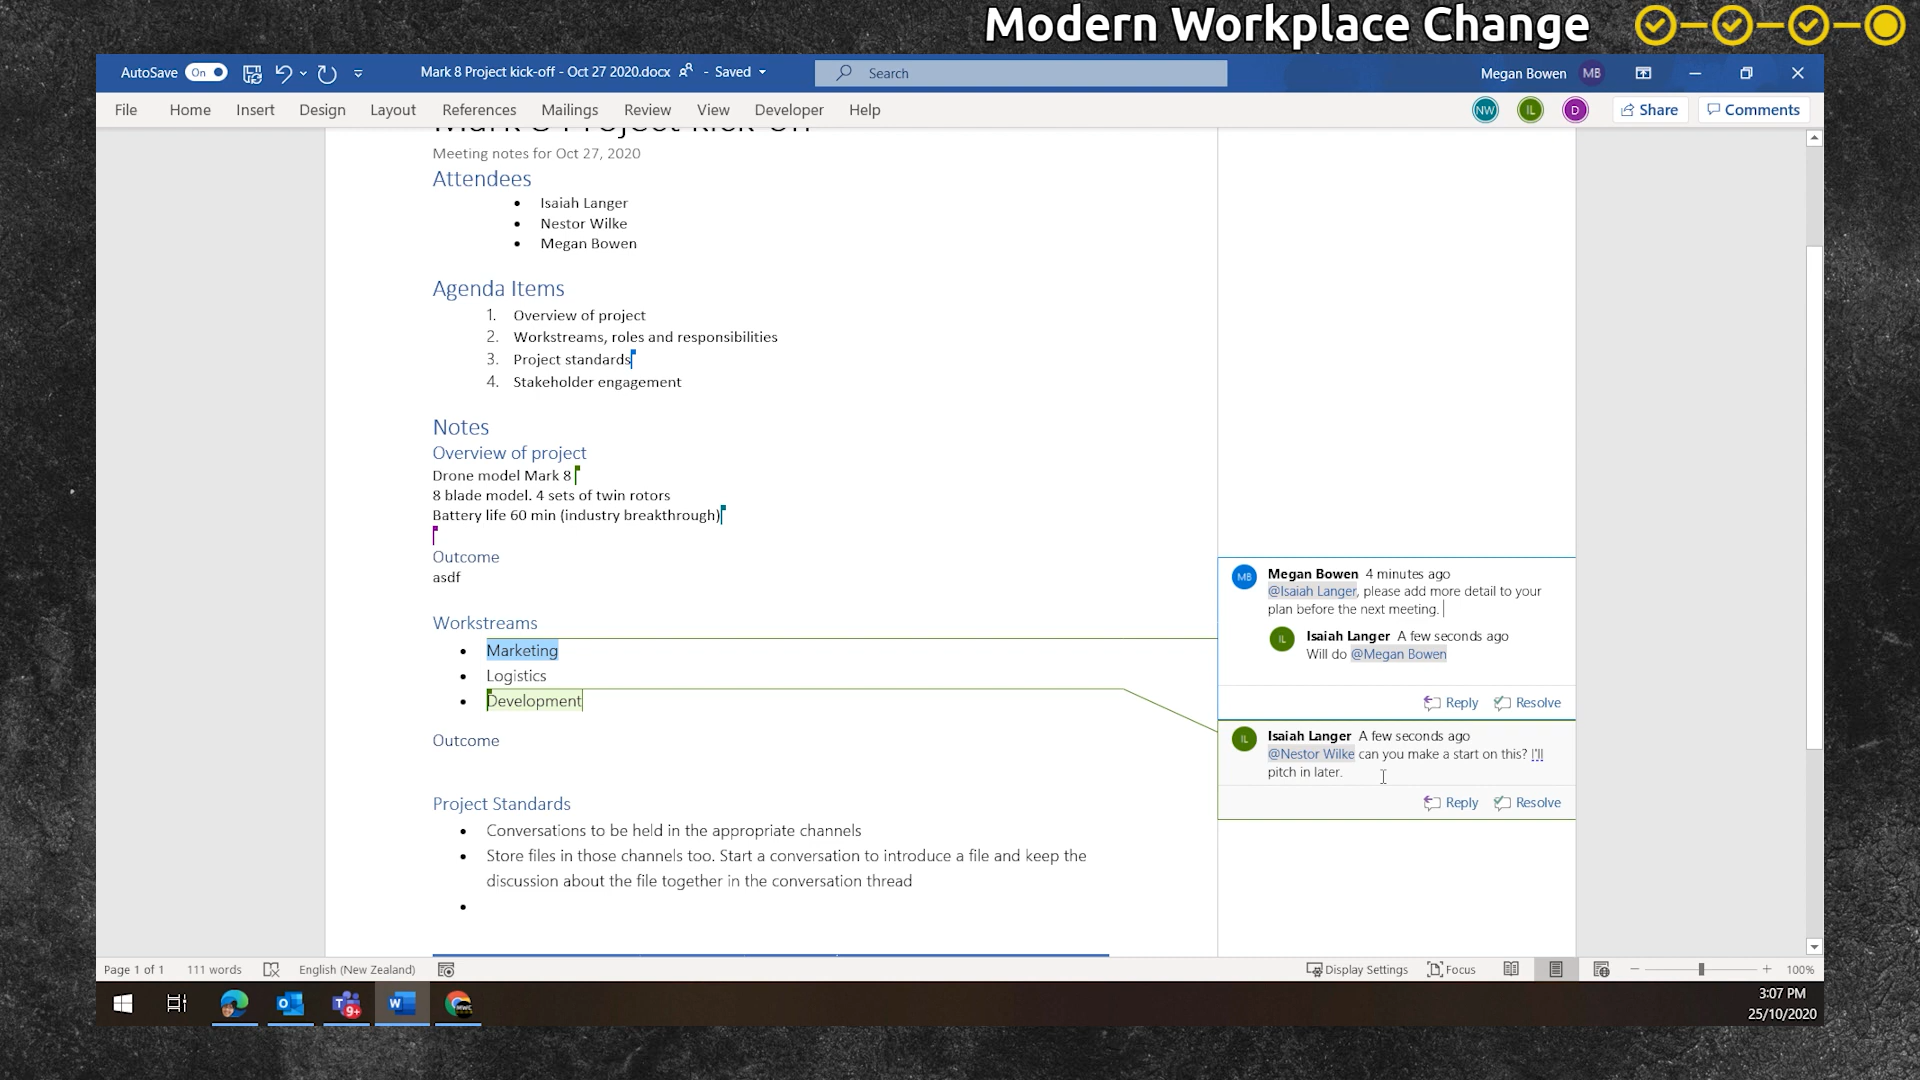 Modern Workplace Change
AutoSave On Mark 8 Project kick-off - Oct 27 2020.docx - Saved Search Megan Bowen MB
File Home Insert Design Layout References Mailings Review View Developer Help NW IL D Share Comments
Mark 8 Project kick-off
Meeting notes for Oct 27, 2020
Attendees
• Isaiah Langer
• Nestor Wilke
• Megan Bowen
Agenda Items
1. Overview of project
2. Workstreams, roles and responsibilities
3. Project standards
4. Stakeholder engagement
Notes
Overview of project
Drone model Mark 8
8 blade model. 4 sets of twin rotors
Battery life 60 min (industry breakthrough)
Outcome
asdf
Workstreams
• Marketing
• Logistics
• Development
Outcome
Project Standards
• Conversations to be held in the appropriate channels
• Store files in those channels too. Start a conversation to introduce a file and keep the
discussion about the file together in the conversation thread
•
MB Megan Bowen 4 minutes ago
@Isaiah Langer, please add more detail to your
plan before the next meeting.
IL Isaiah Langer A few seconds ago
Will do @Megan Bowen
Reply Resolve
IL Isaiah Langer A few seconds ago
@Nestor Wilke can you make a start on this? I'll
pitch in later.
Reply Resolve
Page 1 of 1 111 words English (New Zealand) Display Settings Focus 100%
9+
3:07 PM
25/10/2020